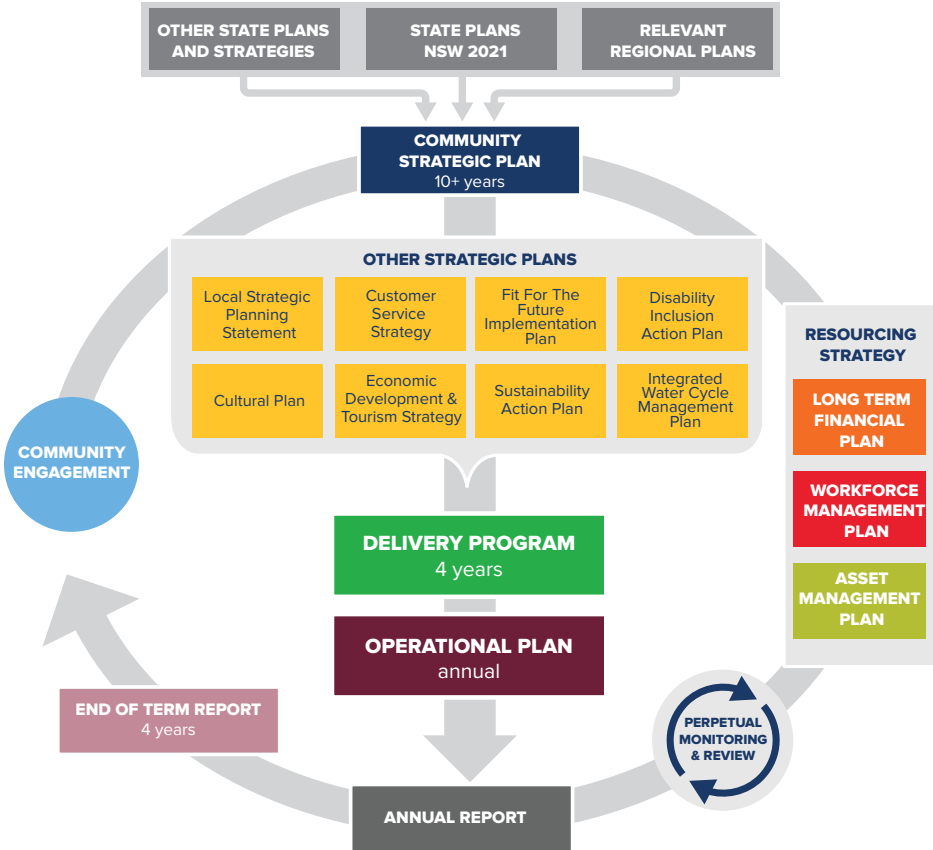 OTHER STATE PLANS
AND STRATEGIES
STATE PLANS
NSW 2021
RELEVANT
REGIONAL PLANS
COMMUNITY
STRATEGIC PLAN
10+ years
OTHER STRATEGIC PLANS
Local Strategic
Planning
Statement
Customer
Service
Strategy
Fit For The
Future
Implementation
Plan
Disability
Inclusion
Action Plan
Cultural Plan
Economic
Development &
Tourism Strategy
Sustainability
Action Plan
Integrated
Water Cycle
Management
Plan
RESOURCING
STRATEGY
LONG TERM
FINANCIAL
PLAN
WORKFORCE
MANAGEMENT
PLAN
ASSET
MANAGEMENT
PLAN
COMMUNITY
ENGAGEMENT
DELIVERY PROGRAM
4 years
OPERATIONAL PLAN
annual
END OF TERM REPORT
4 years
PERPETUAL
MONITORING
& REVIEW
ANNUAL REPORT